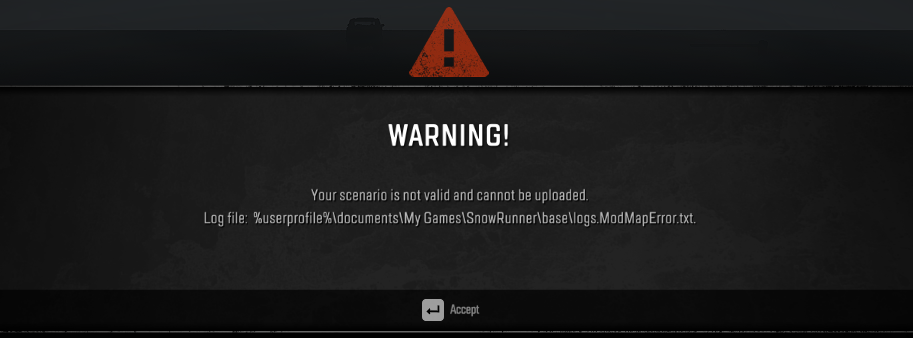 WARNING!
Your scenario is not valid and cannot be uploaded.
Log file: %userprofile%\documents\My Games\SnowRunner\base\logs.ModMapError.txt.
Accept